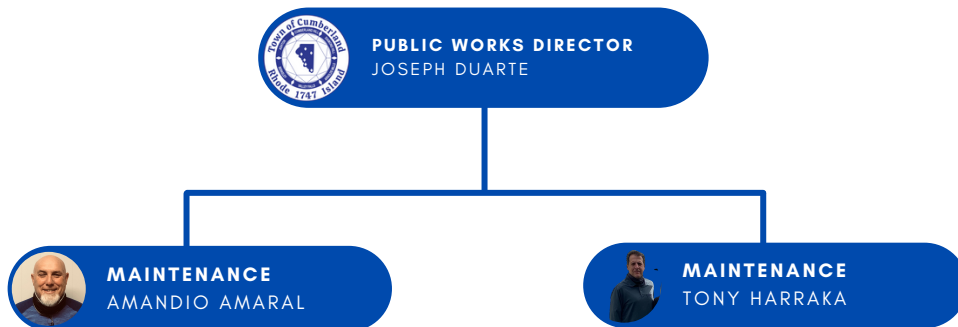 Town of Cumberland
Rhode 1747 Island
PUBLIC WORKS DIRECTOR
JOSEPH DUARTE
MAINTENANCE
AMANDIO AMARAL
MAINTENANCE
TONY HARRAKA